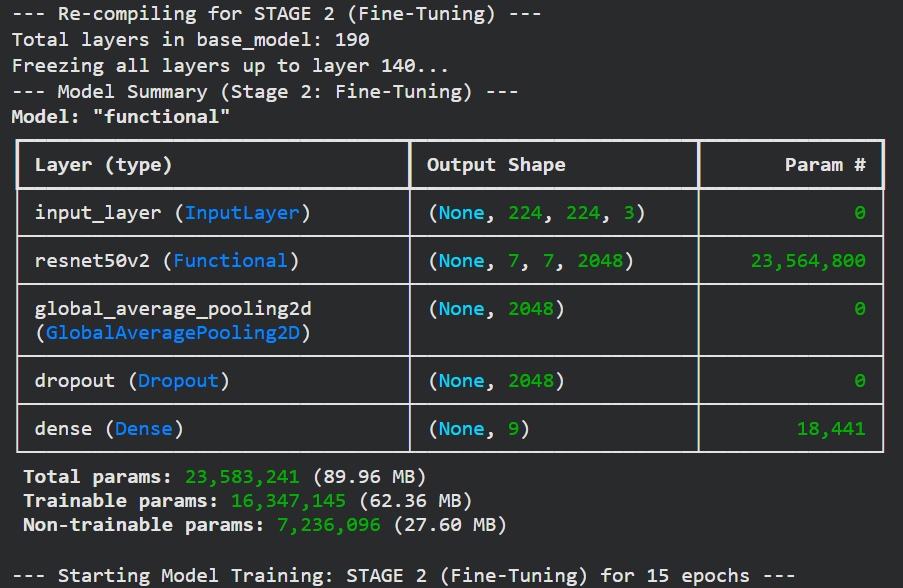 --- Re-compiling for STAGE 2 (Fine-Tuning) ---
Total layers in base_model: 190
Freezing all layers up to layer 140...
--- Model Summary (Stage 2: Fine-Tuning) ---
Model: "functional"
Layer (type) Output Shape Param #
input_layer (InputLayer) (None, 224, 224, 3) 0
resnet50v2 (Functional) (None, 7, 7, 2048) 23,564,800
global_average_pooling2d (None, 2048) 0
(GlobalAveragePooling2D)
dropout (Dropout) (None, 2048) 0
dense (Dense) (None, 9) 18,441
Total params: 23,583,241 (89.96 MB)
Trainable params: 16,347,145 (62.36 MB)
Non-trainable params: 7,236,096 (27.60 MB)
--- Starting Model Training: STAGE 2 (Fine-Tuning) for 15 epochs ---